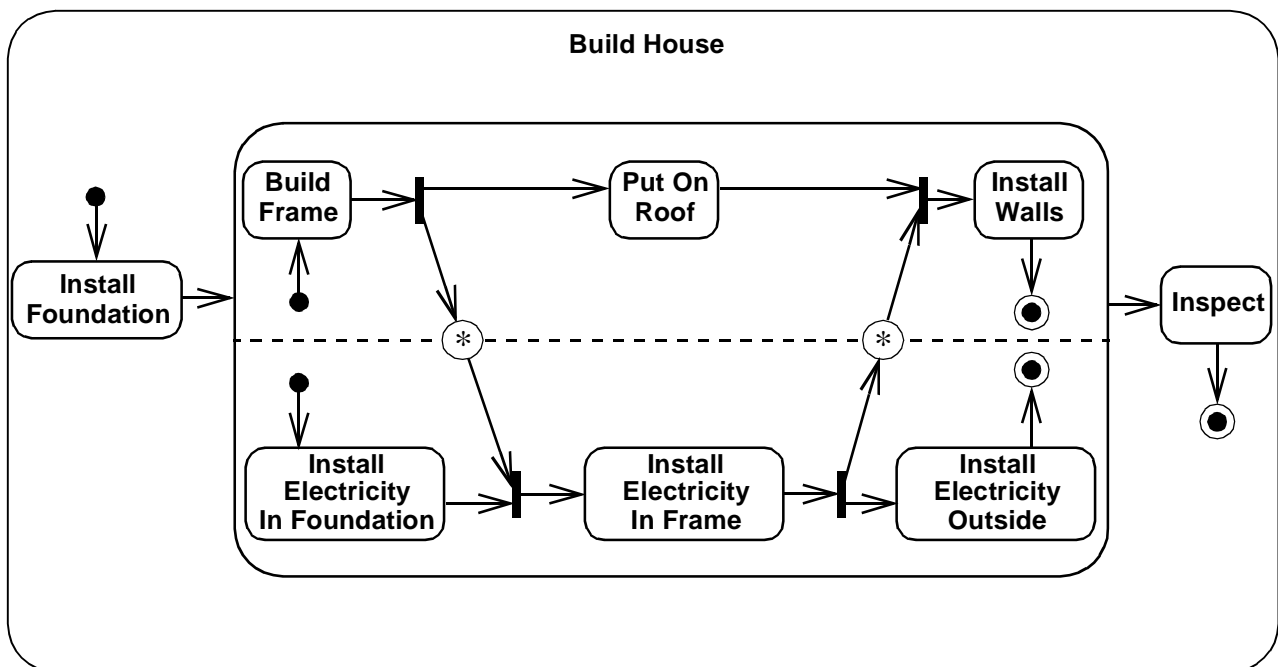 Build House
Build
Frame
Put On
Roof
Install
Walls
Install
Foundation
Inspect
*
*
Install
Electricity
In Foundation
Install
Electricity
In Frame
Install
Electricity
Outside